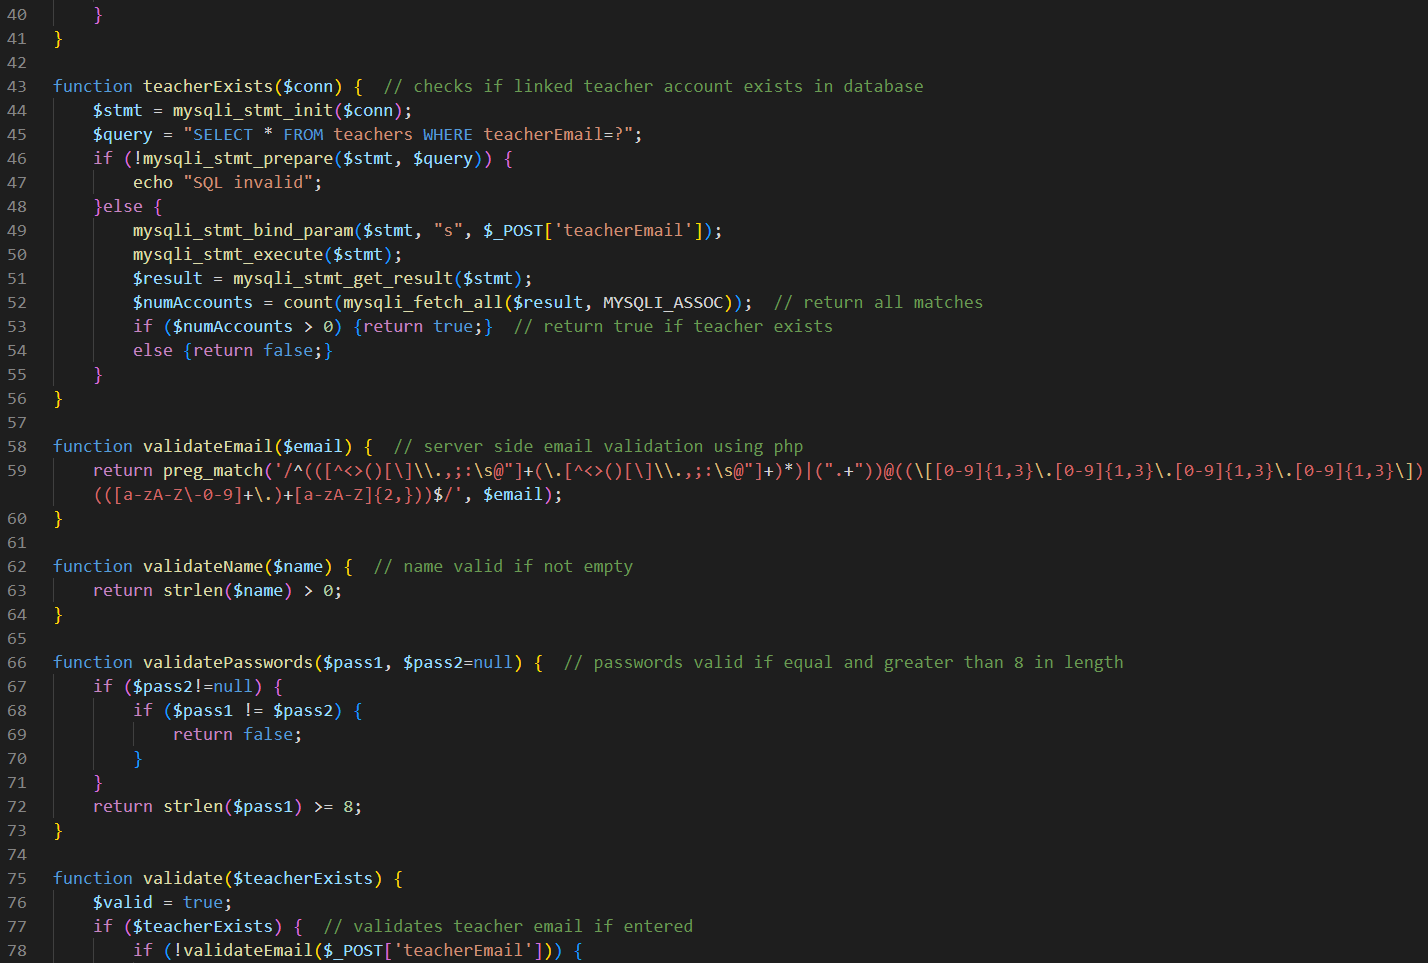 40 }
41 }
42
43 function teacherExists($conn) { // checks if linked teacher account exists in database
44 $stmt = mysqli_stmt_init($conn);
45 $query = "SELECT * FROM teachers WHERE teacherEmail=?";
46 if (!mysqli_stmt_prepare($stmt, $query)) {
47 echo "SQL invalid";
48 }else {
49 mysqli_stmt_bind_param($stmt, "s", $_POST['teacherEmail']);
50 mysqli_stmt_execute($stmt);
51 $result = mysqli_stmt_get_result($stmt);
52 $numAccounts = count(mysqli_fetch_all($result, MYSQLI_ASSOC)); // return all matches
53 if ($numAccounts > 0) {return true;} // return true if teacher exists
54 else {return false;}
55 }
56 }
57
58 function validateEmail($email) { // server side email validation using php
59 return preg_match('/^(([^<>()[\]\\.,;:\s@"]+(\.[^<>()[\]\\.,;:\s@"]+)*)|(".+"))@((\[[0-9]{1,3}\.[0-9]{1,3}\.[0-9]{1,3}\.[0-9]{1,3}\])
(([a-zA-Z\-0-9]+\.)+[a-zA-Z]{2,}))$/', $email);
60 }
61
62 function validateName($name) { // name valid if not empty
63 return strlen($name) > 0;
64 }
65
66 function validatePasswords($pass1, $pass2=null) { // passwords valid if equal and greater than 8 in length
67 if ($pass2!=null) {
68 if ($pass1 != $pass2) {
69 return false;
70 }
71 }
72 return strlen($pass1) >= 8;
73 }
74
75 function validate($teacherExists) {
76 $valid = true;
77 if ($teacherExists) { // validates teacher email if entered
78 if (!validateEmail($_POST['teacherEmail'])) {